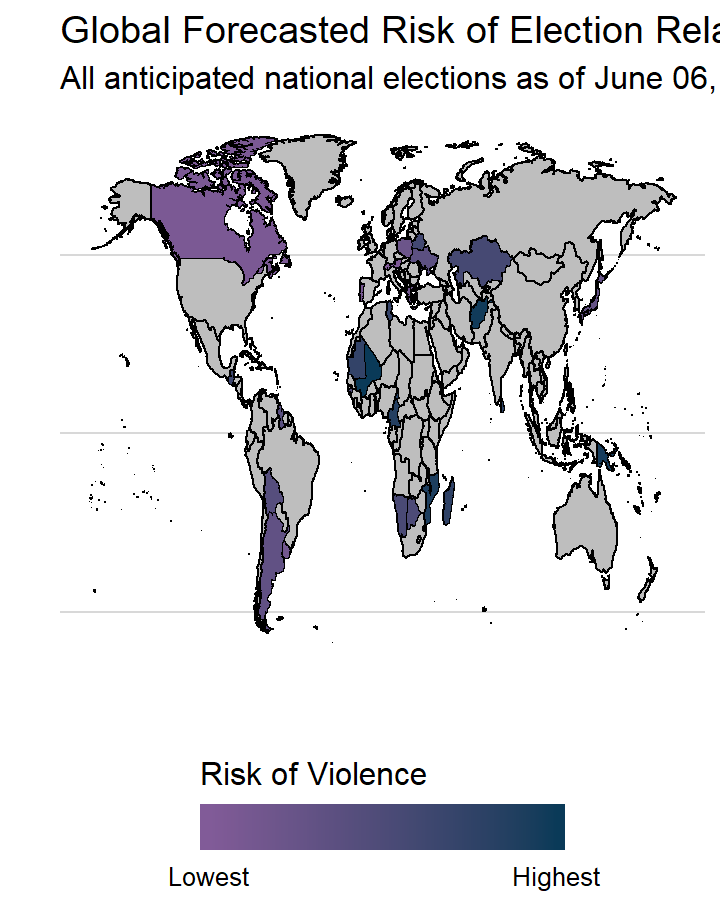 Global Forecasted Risk of Election Rela
All anticipated national elections as of June 06,
Risk of Violence
Lowest
Highest